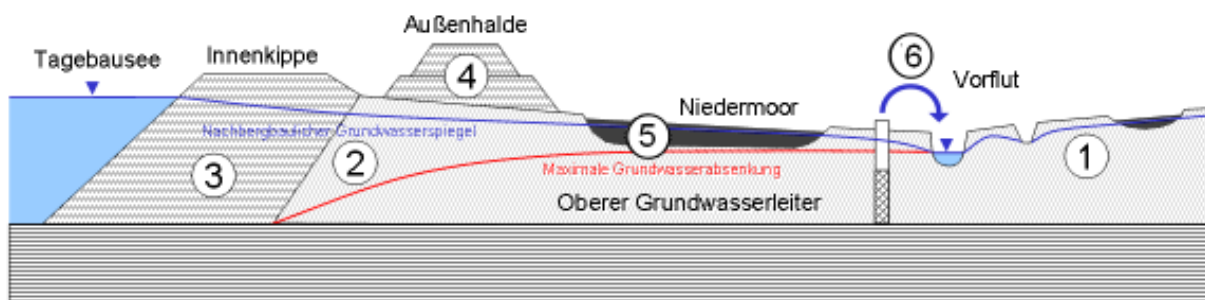 Außenhalde
Innenkippe
Tagebausee
4
6
Vorflut
Niedermoor
Nachbergbaulicher Grundwasserspiegel
5
1
2
3
Maximale Grundwasserabsenkung
Oberer Grundwasserleiter